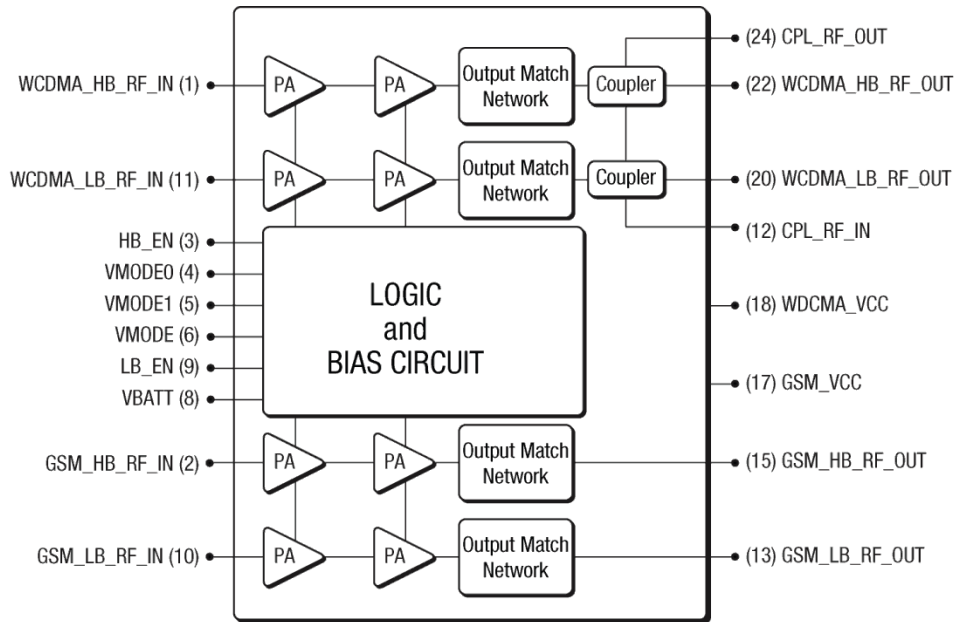 (24) CPL_RF_OUT
WCDMA_HB_RF_IN (1)
PA
PA
Output Match
Network
Coupler
(22) WCDMA_HB_RF_OUT
WCDMA_LB_RF_IN (11)
PA
PA
Output Match
Network
Coupler
(20) WCDMA_LB_RF_OUT
(12) CPL_RF_IN
HB_EN (3)
VMODE0 (4)
VMODE1 (5)
VMODE (6)
LB_EN (9)
VBATT (8)
LOGIC
and
BIAS CIRCUIT
(18) WDCMA_VCC
(17) GSM_VCC
GSM_HB_RF_IN (2)
PA
PA
Output Match
Network
(15) GSM_HB_RF_OUT
GSM_LB_RF_IN (10)
PA
PA
Output Match
Network
(13) GSM_LB_RF_OUT